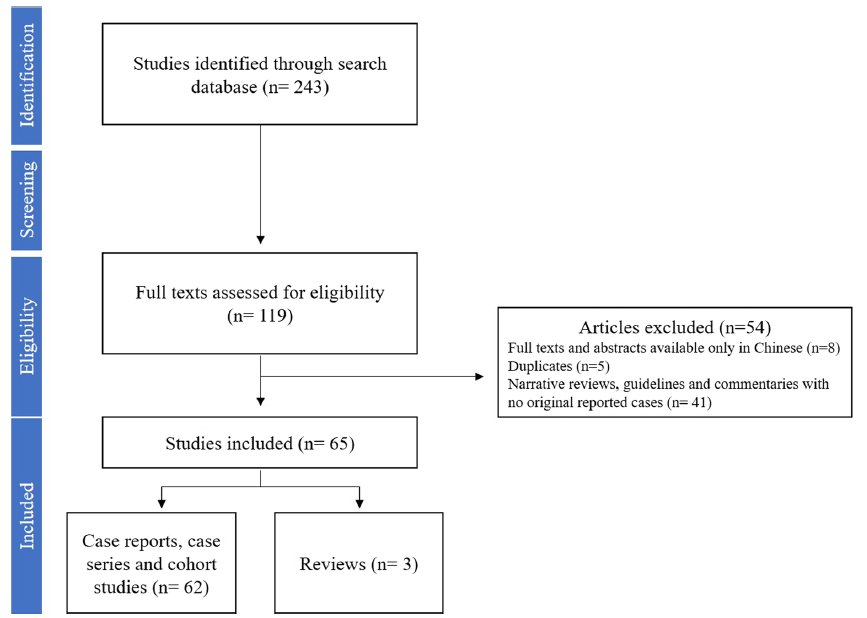 Identification
Studies identified through search
database (n= 243)
Screening
Eligibility
Full texts assessed for eligibility
(n= 119)
Articles excluded (n=54)
Full texts and abstracts available only in Chinese (n=8)
Duplicates (n=5)
Narrative reviews, guidelines and commentaries with
no original reported cases (n= 41)
Included
Studies included (n= 65)
Case reports, case
series and cohort
studies (n= 62)
Reviews (n= 3)